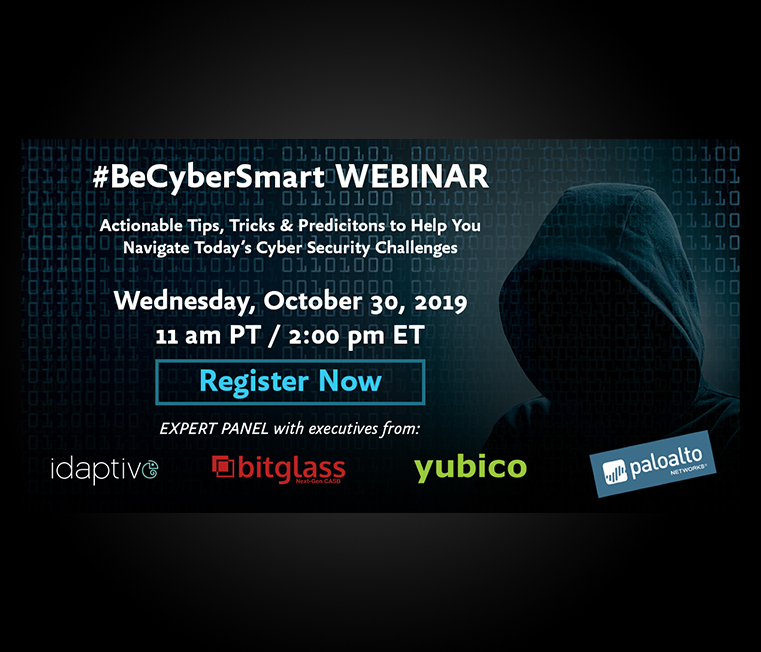 #BeCyberSmart WEBINAR
Actionable Tips, Tricks & Predicitons to Help You
Navigate Today's Cyber Security Challenges
Wednesday, October 30, 2019
11 am PT / 2:00 pm ET
Register Now
EXPERT PANEL with executives from:
idaptive
bitglass
Next-Gen CASB
yubico
paloalto
NETWORKS